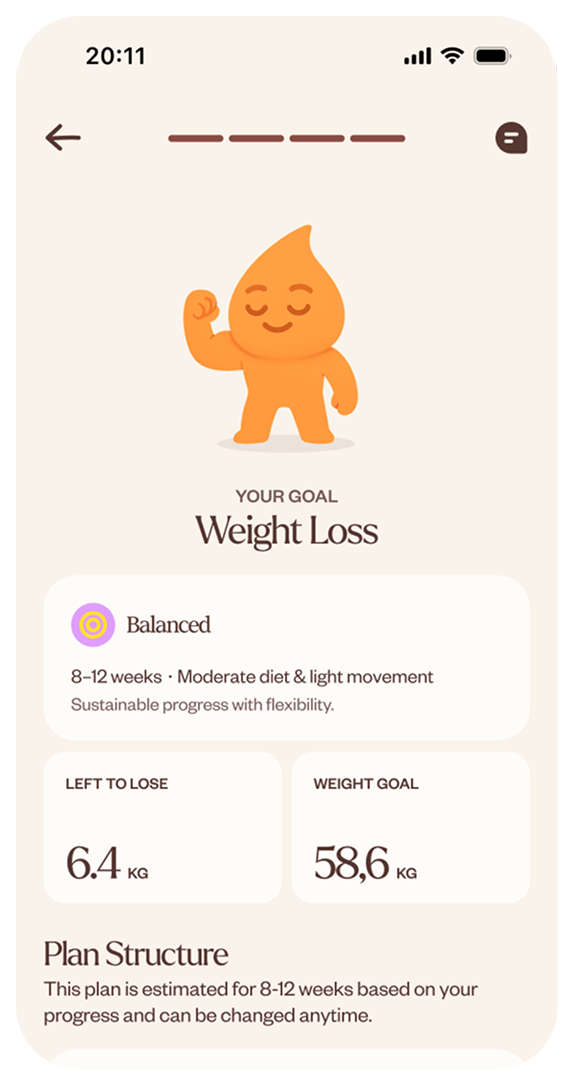 20:11
YOUR GOAL
Weight Loss
Balanced
8–12 weeks · Moderate diet & light movement
Sustainable progress with flexibility.
LEFT TO LOSE
6.4 KG
WEIGHT GOAL
58,6 KG
Plan Structure
This plan is estimated for 8-12 weeks based on your
progress and can be changed anytime.